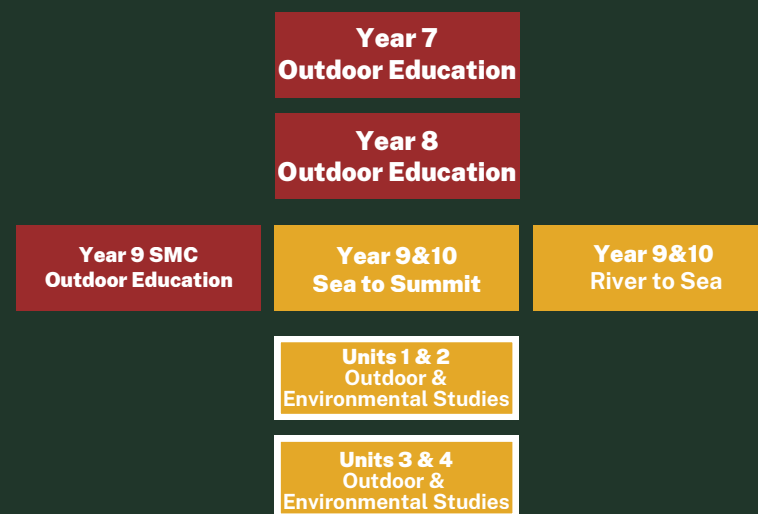 Year 7
Outdoor Education
Year 8
Outdoor Education
Year 9 SMC
Outdoor Education
Year 9&10
Sea to Summit
Year 9&10
River to Sea
Units 1 & 2
Outdoor &
Environmental Studies
Units 3 & 4
Outdoor &
Environmental Studies